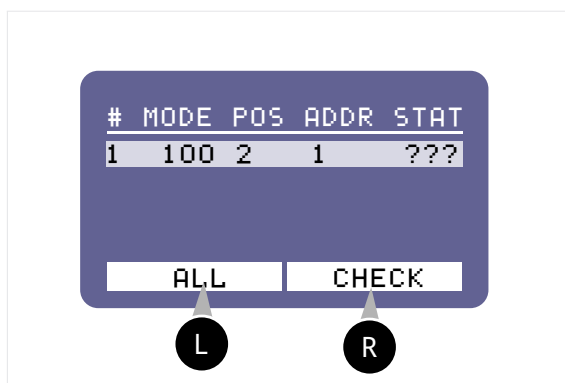 # MODE POS ADDR STAT
1 100 2 1 ???
ALL CHECK
L R